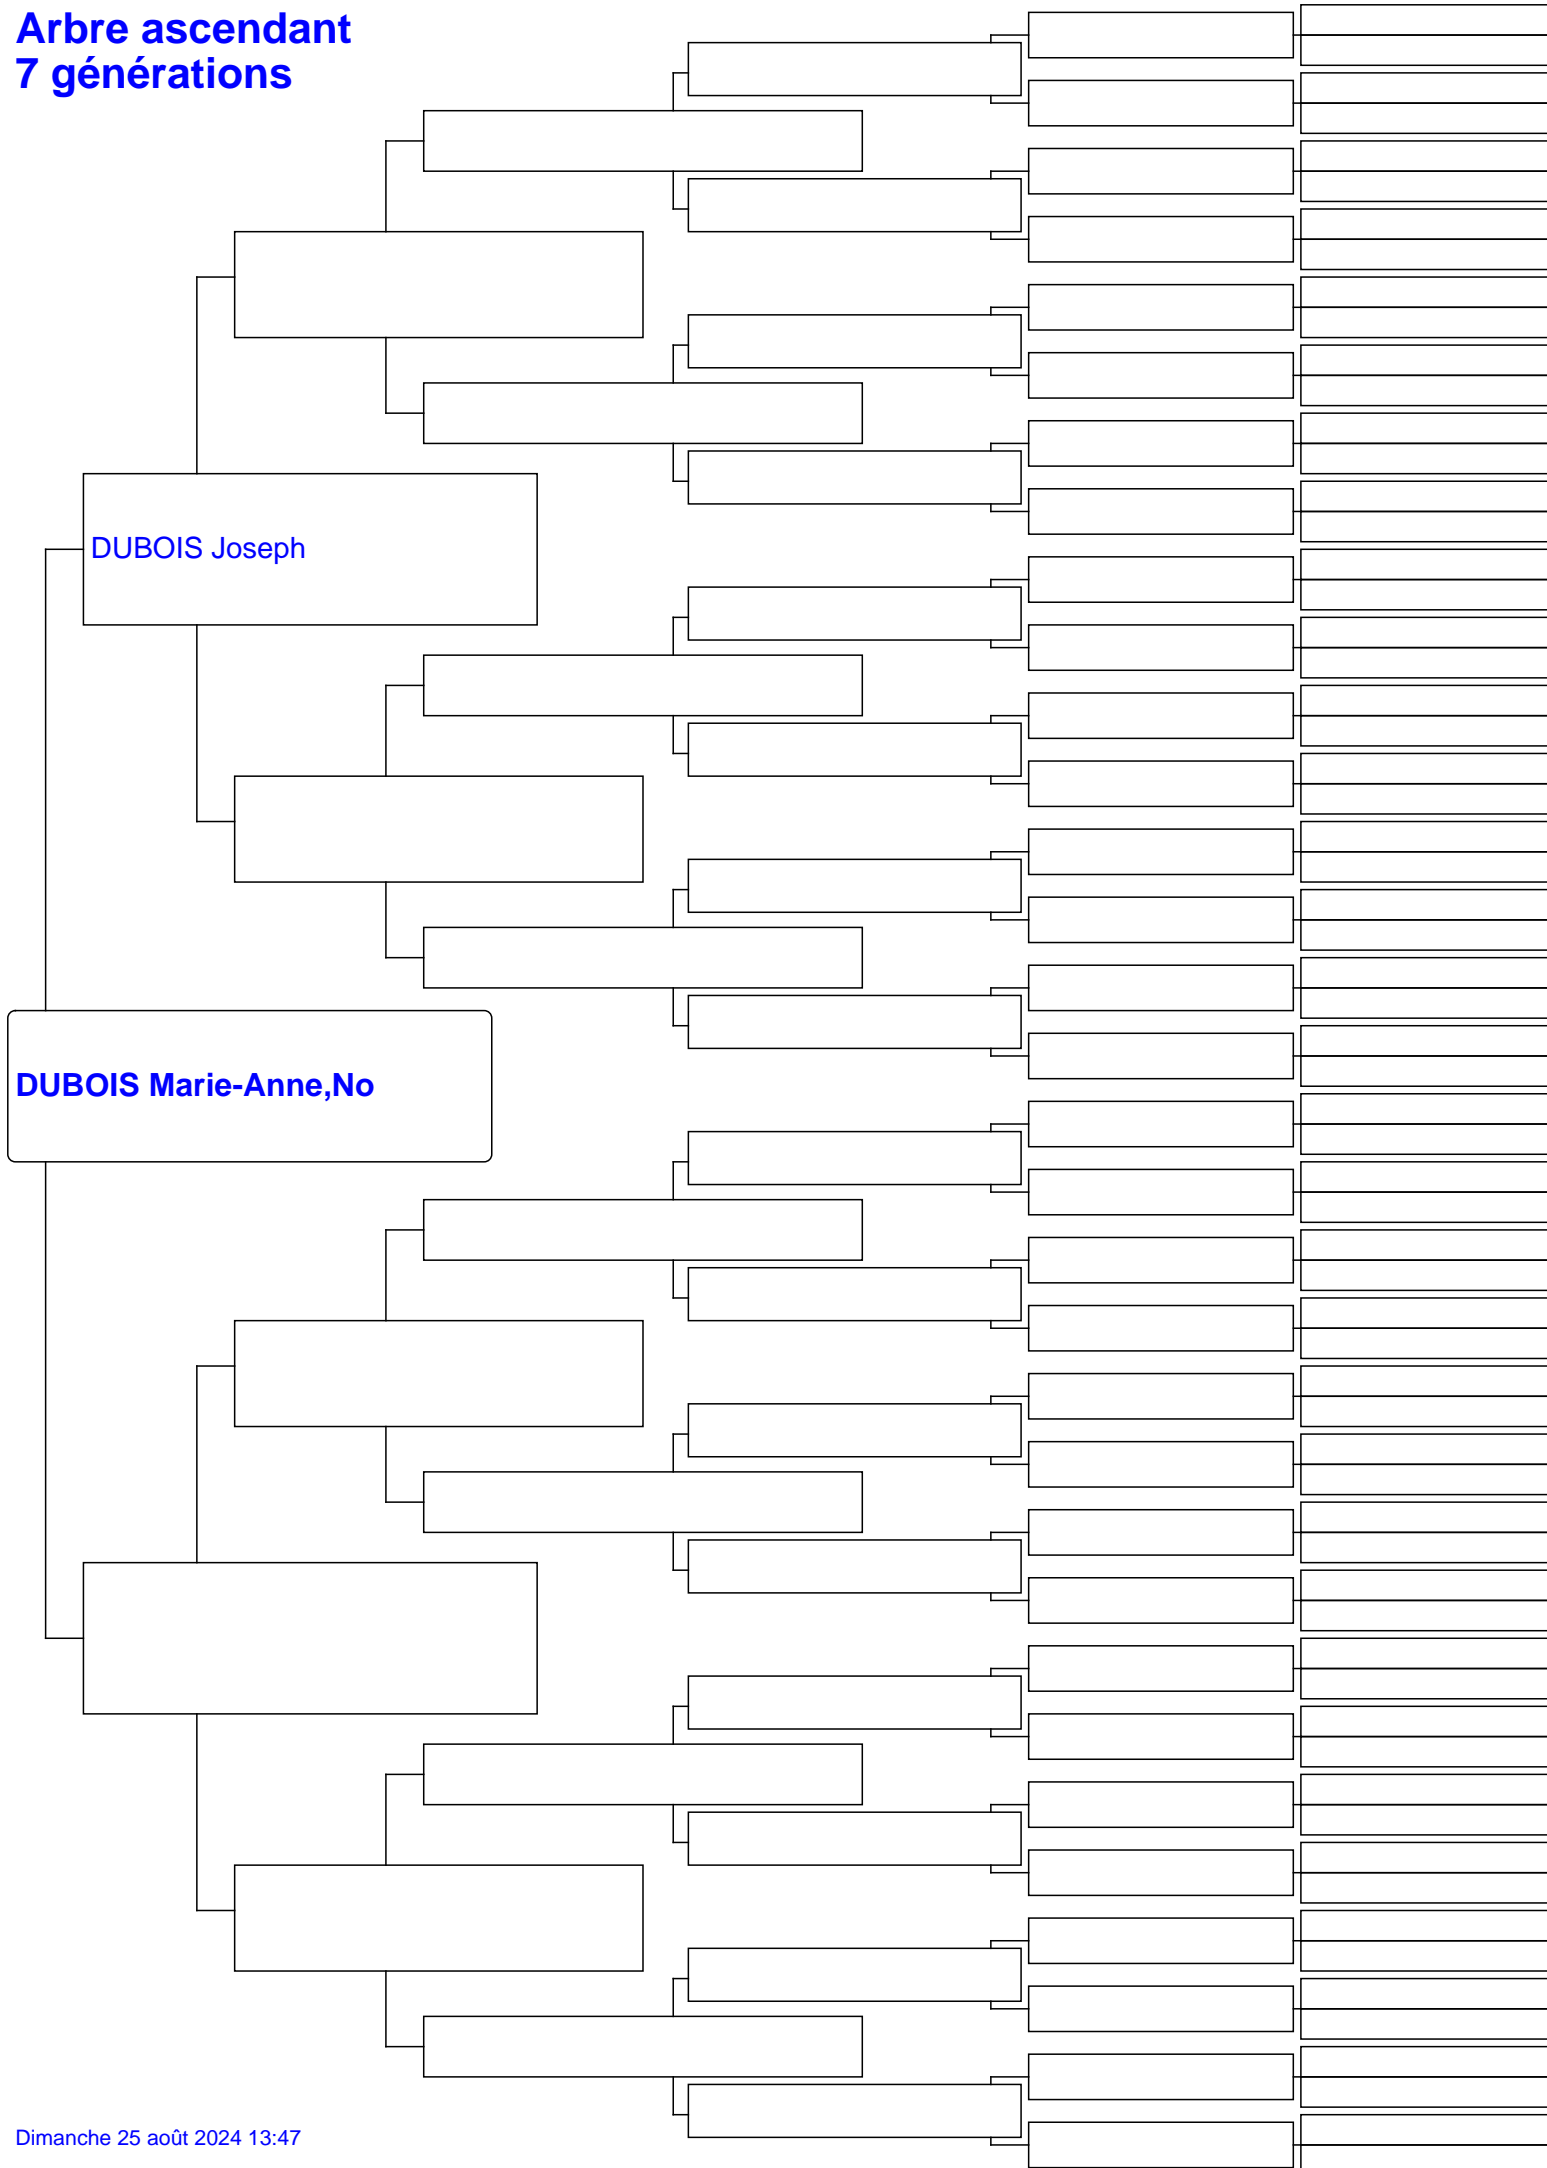 Arbre ascendant
7 générations
DUBOIS Joseph
DUBOIS Marie-Anne,No
Dimanche 25 août 2024 13:47